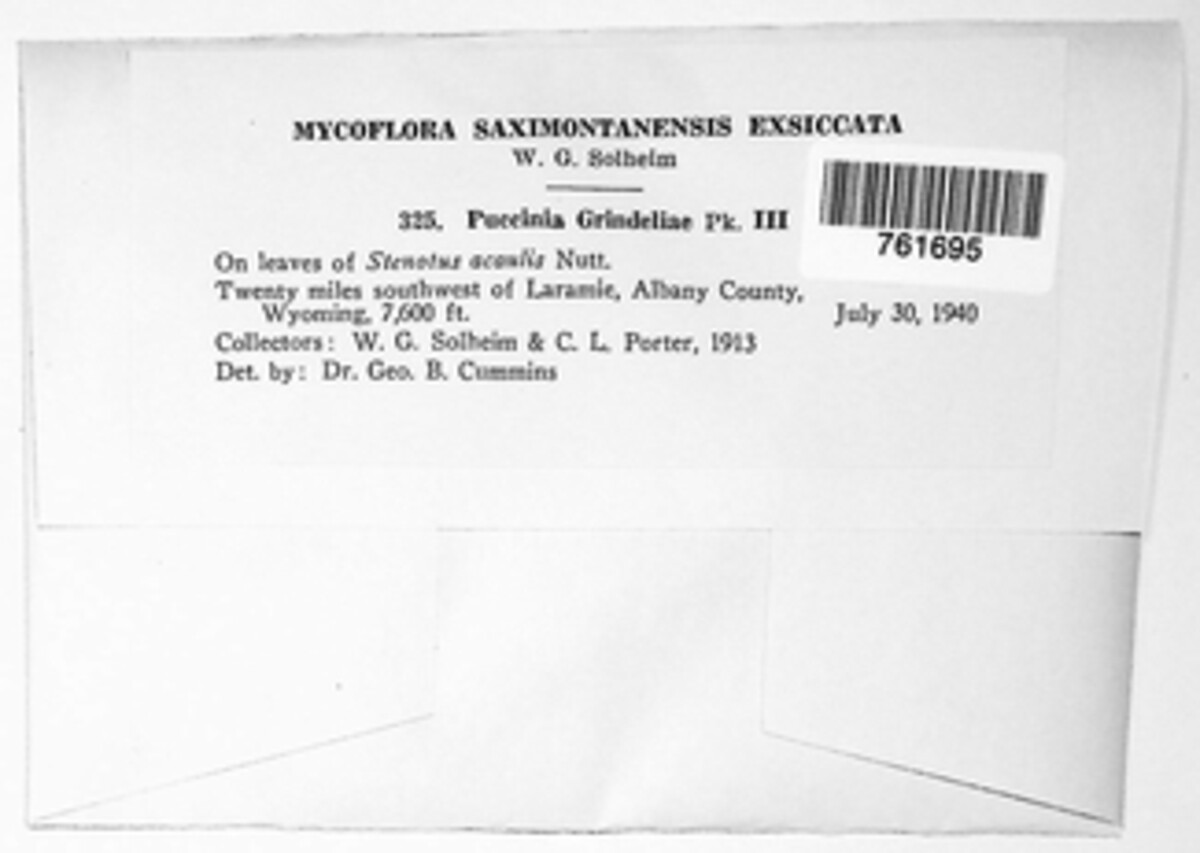 MYCOFLORA SAXIMONTANENSIS EXSICCATA
W. G. Solheim
325. Puccinia Grindeliae Pk. III
761695
On leaves of Stenotus acaulis Nutt.
Twenty miles southwest of Laramie, Albany County,
Wyoming, 7,600 ft. July 30, 1940
Collectors: W. G. Solheim & C. L. Porter, 1913
Det. by: Dr. Geo. B. Cummins